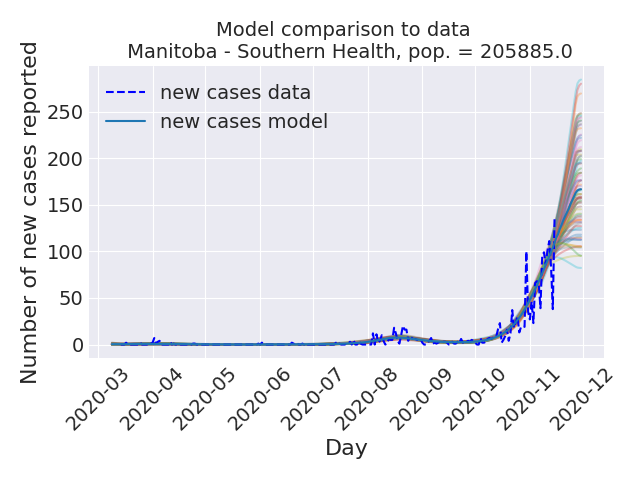 Model comparison to data
Manitoba - Southern Health, pop. = 205885.0
Number of new cases reported
new cases data
new cases model
250
200
150
100
50
0
2020-03
2020-04
2020-05
2020-06
2020-07
2020-08
2020-09
2020-10
2020-11
2020-12
Day